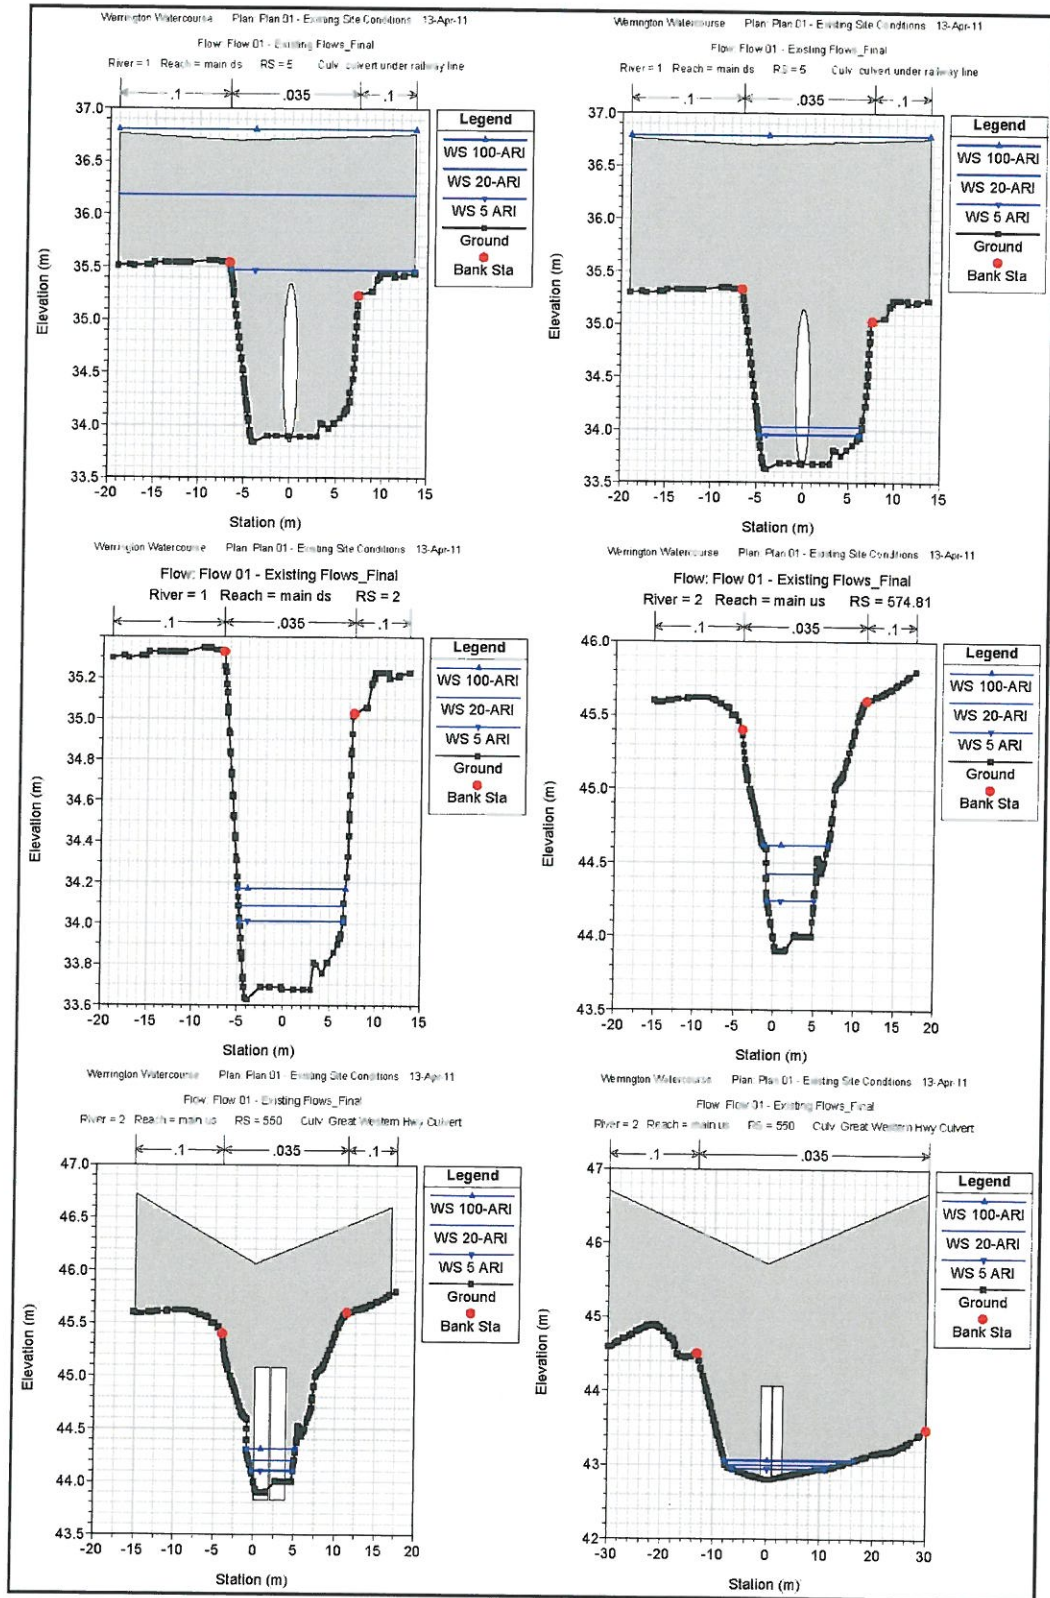 Werrington Watercourse Plan: Plan 01 - Existing Site Conditions 13-Apr-11
Flow: Flow 01 - Existing Flows_Final
River = 1 Reach = main ds RS = 5 Culv culvert under railway line
.1 .035 .1
37.0
36.5
36.0
35.5
35.0
34.5
34.0
33.5
Elevation (m)
-20 -15 -10 -5 0 5 10 15
Station (m)
Legend
WS 100-ARI
WS 20-ARI
WS 5 ARI
Ground
Bank Sta
Werrington Watercourse Plan: Plan 01 - Existing Site Conditions 13-Apr-11
Flow: Flow 01 - Existing Flows_Final
River = 1 Reach = main ds RS = 5 Culv culvert under railway line
.1 .035 .1
37.0
36.5
36.0
35.5
35.0
34.5
34.0
33.5
Elevation (m)
-20 -15 -10 -5 0 5 10 15
Station (m)
Legend
WS 100-ARI
WS 20-ARI
WS 5 ARI
Ground
Bank Sta
Werrington Watercourse Plan: Plan 01 - Existing Site Conditions 13-Apr-11
Flow: Flow 01 - Existing Flows_Final
River = 1 Reach = main ds RS = 2
.1 .035 .1
35.2
35.0
34.8
34.6
34.4
34.2
34.0
33.8
33.6
Elevation (m)
-20 -15 -10 -5 0 5 10 15
Station (m)
Legend
WS 100-ARI
WS 20-ARI
WS 5 ARI
Ground
Bank Sta
Werrington Watercourse Plan: Plan 01 - Existing Site Conditions 13-Apr-11
Flow: Flow 01 - Existing Flows_Final
River = 2 Reach = main us RS = 574.81
.1 .035 .1
46.0
45.5
45.0
44.5
44.0
43.5
Elevation (m)
-20 -15 -10 -5 0 5 10 15 20
Station (m)
Legend
WS 100-ARI
WS 20-ARI
WS 5 ARI
Ground
Bank Sta
Werrington Watercourse Plan: Plan 01 - Existing Site Conditions 13-Apr-11
Flow: Flow 01 - Existing Flows_Final
River = 2 Reach = main us RS = 550 Culv Great Western Hwy Culvert
.1 .035 .1
47.0
46.5
46.0
45.5
45.0
44.5
44.0
43.5
Elevation (m)
-20 -15 -10 -5 0 5 10 15 20
Station (m)
Legend
WS 100-ARI
WS 20-ARI
WS 5 ARI
Ground
Bank Sta
Werrington Watercourse Plan: Plan 01 - Existing Site Conditions 13-Apr-11
Flow: Flow 01 - Existing Flows_Final
River = 2 Reach = main us RS = 550 Culv Great Western Hwy Culvert
.1 .035
47
46
45
44
43
42
Elevation (m)
-30 -20 -10 0 10 20 30
Station (m)
Legend
WS 100-ARI
WS 20-ARI
WS 5 ARI
Ground
Bank Sta